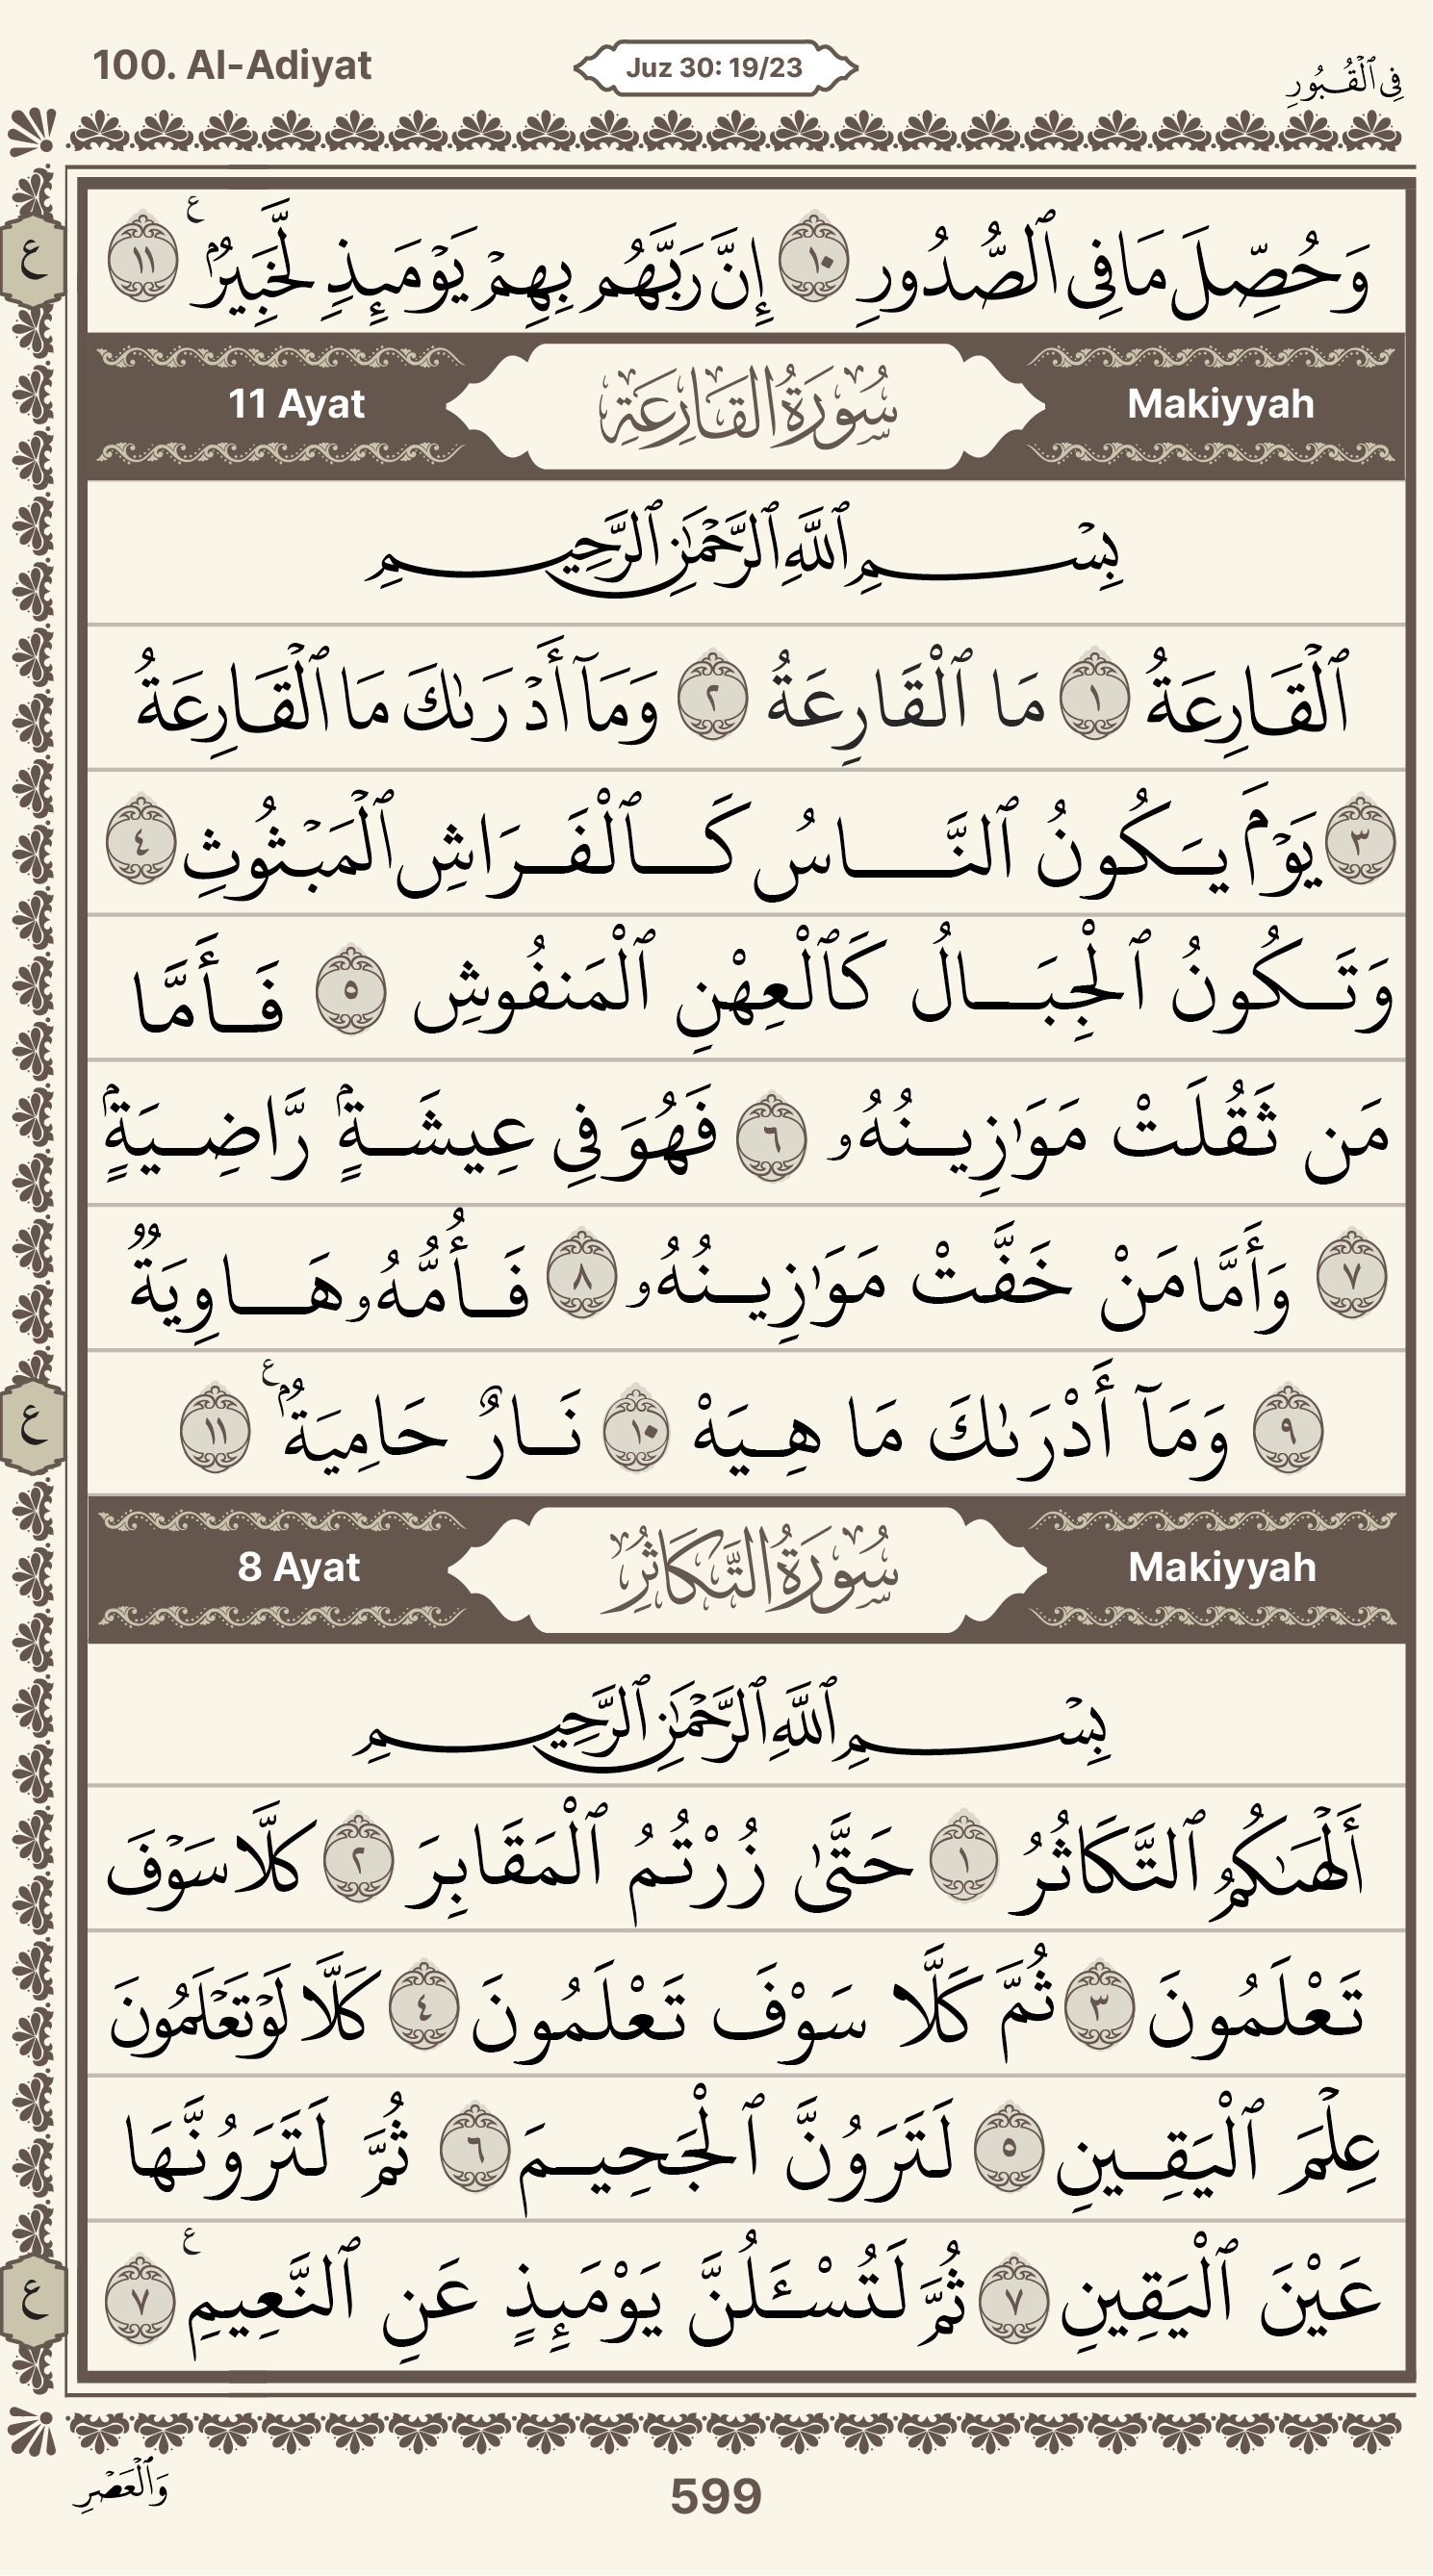 100. Al-Adiyat
Juz 30: 19/23
فِي ٱلْقُبُورِ
ع
وَحُصِّلَ مَا فِى ٱلصُّدُورِ ١٠ إِنَّ رَبَّهُم بِهِمْ يَوْمَئِذٍ لَّخَبِيرٌۢ ۧ ١١
11 Ayat سُورَةُ القَارِعَةِ Makiyyah
بِسْمِ ٱللَّهِ ٱلرَّحْمَٰنِ ٱلرَّحِيمِ
ٱلْقَارِعَةُ ١ مَا ٱلْقَارِعَةُ ٢ وَمَآ أَدْرَىٰكَ مَا ٱلْقَارِعَةُ
٣ يَوْمَ يَكُونُ ٱلنَّاسُ كَٱلْفَرَاشِ ٱلْمَبْثُوثِ ٤
وَتَكُونُ ٱلْجِبَالُ كَٱلْعِهْنِ ٱلْمَنفُوشِ ٥ فَأَمَّا
مَن ثَقُلَتْ مَوَٰزِينُهُۥ ٦ فَهُوَ فِى عِيشَةٍۢ رَّاضِيَةٍۢ
٧ وَأَمَّا مَنْ خَفَّتْ مَوَٰزِينُهُۥ ٨ فَأُمُّهُۥ هَاوِيَةٌ
ع
٩ وَمَآ أَدْرَىٰكَ مَا هِيَهْ ١٠ نَارٌ حَامِيَةٌۢ ع ١١
8 Ayat سُورَةُ التَّكَاثُرِ Makiyyah
بِسْمِ ٱللَّهِ ٱلرَّحْمَٰنِ ٱلرَّحِيمِ
أَلْهَىٰكُمُ ٱلتَّكَاثُرُ ١ حَتَّىٰ زُرْتُمُ ٱلْمَقَابِرَ ٢ كَلَّا سَوْفَ
تَعْلَمُونَ ٣ ثُمَّ كَلَّا سَوْفَ تَعْلَمُونَ ٤ كَلَّا لَوْ تَعْلَمُونَ
عِلْمَ ٱلْيَقِينِ ٥ لَتَرَوُنَّ ٱلْجَحِيمَ ٦ ثُمَّ لَتَرَوُنَّهَا
ع
عَيْنَ ٱلْيَقِينِ ٧ ثُمَّ لَتُسْـَٔلُنَّ يَوْمَئِذٍ عَنِ ٱلنَّعِيمِ ع ٧
وَٱلْعَصْرِ
599